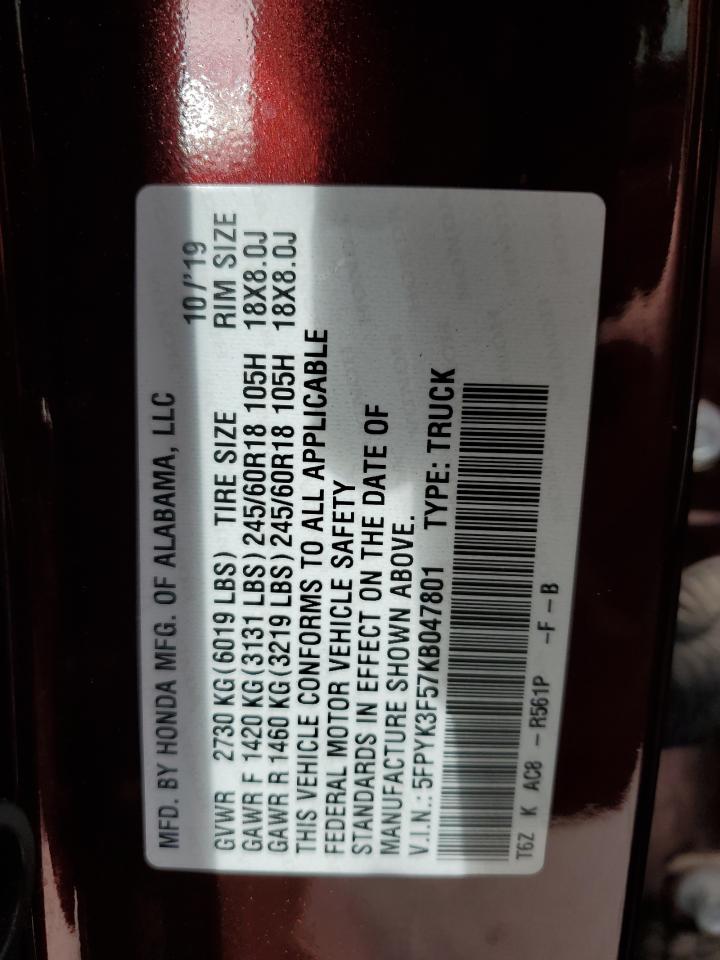 MFD. BY HONDA MFG. OF ALABAMA, LLC
10/'19
GVWR 2730 KG (6019 LBS) TIRE SIZE RIM SIZE
GAWR F 1420 KG (3131 LBS) 245/60R18 105H 18X8.0J
GAWR R 1460 KG (3219 LBS) 245/60R18 105H 18X8.0J
THIS VEHICLE CONFORMS TO ALL APPLICABLE
FEDERAL MOTOR VEHICLE SAFETY
STANDARDS IN EFFECT ON THE DATE OF
MANUFACTURE SHOWN ABOVE.
V.I.N.: 5FPYK3F57KB047801 TYPE: TRUCK
T6Z K AC8 - R561P -F-B